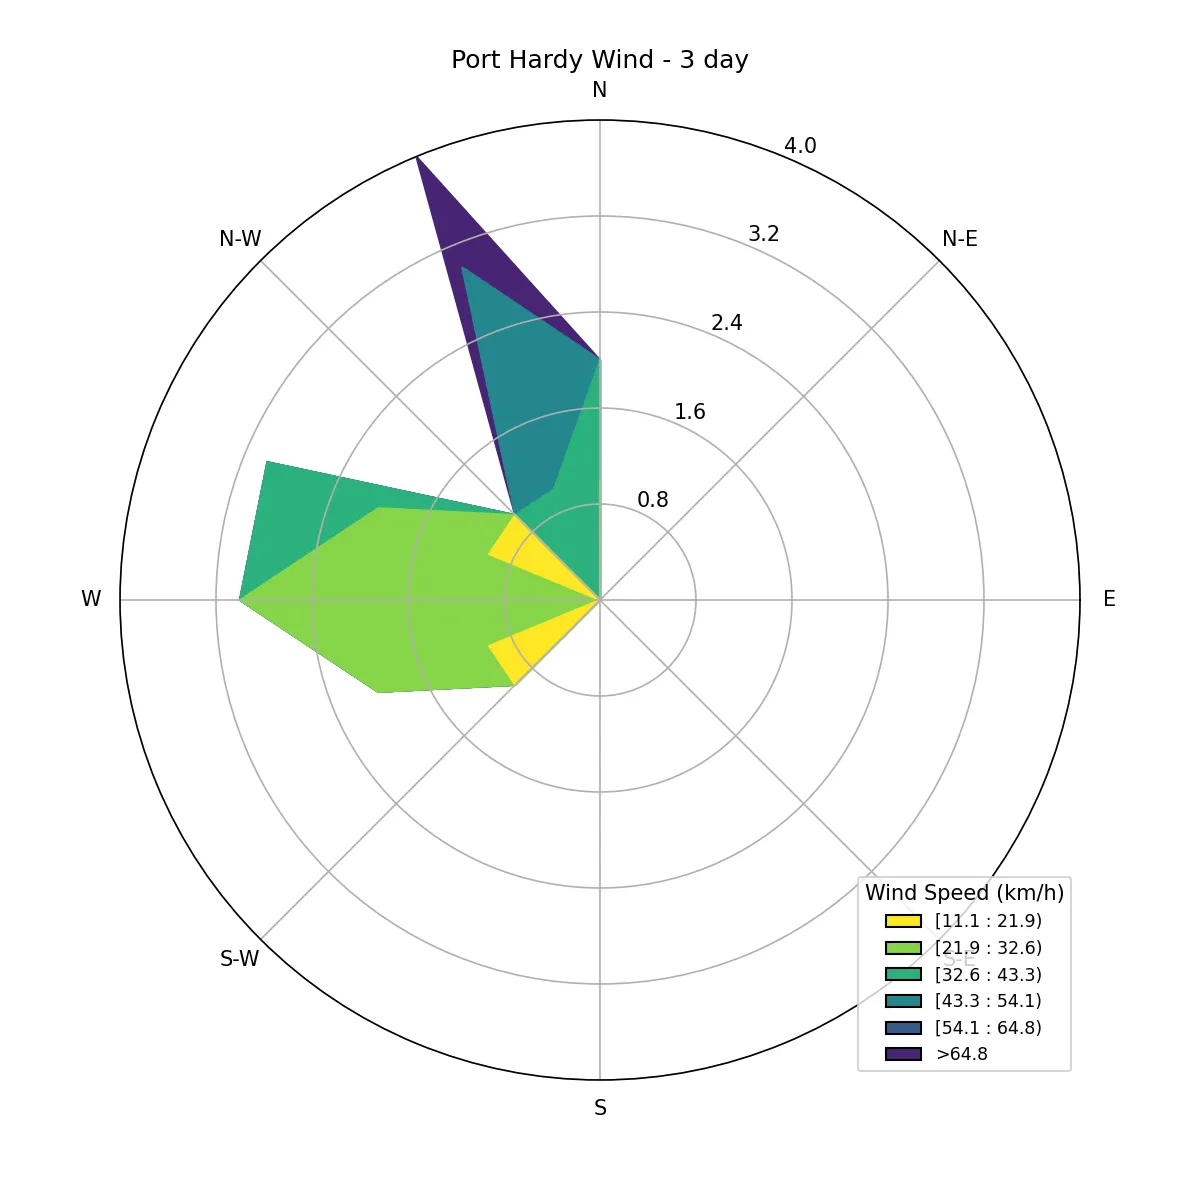 Port Hardy Wind - 3 day
N
4.0
N-W
N-E
3.2
2.4
1.6
0.8
W
E
S-W
S-E
S
Wind Speed (km/h)
[11.1 : 21.9)
[21.9 : 32.6)
[32.6 : 43.3)
[43.3 : 54.1)
[54.1 : 64.8)
>64.8